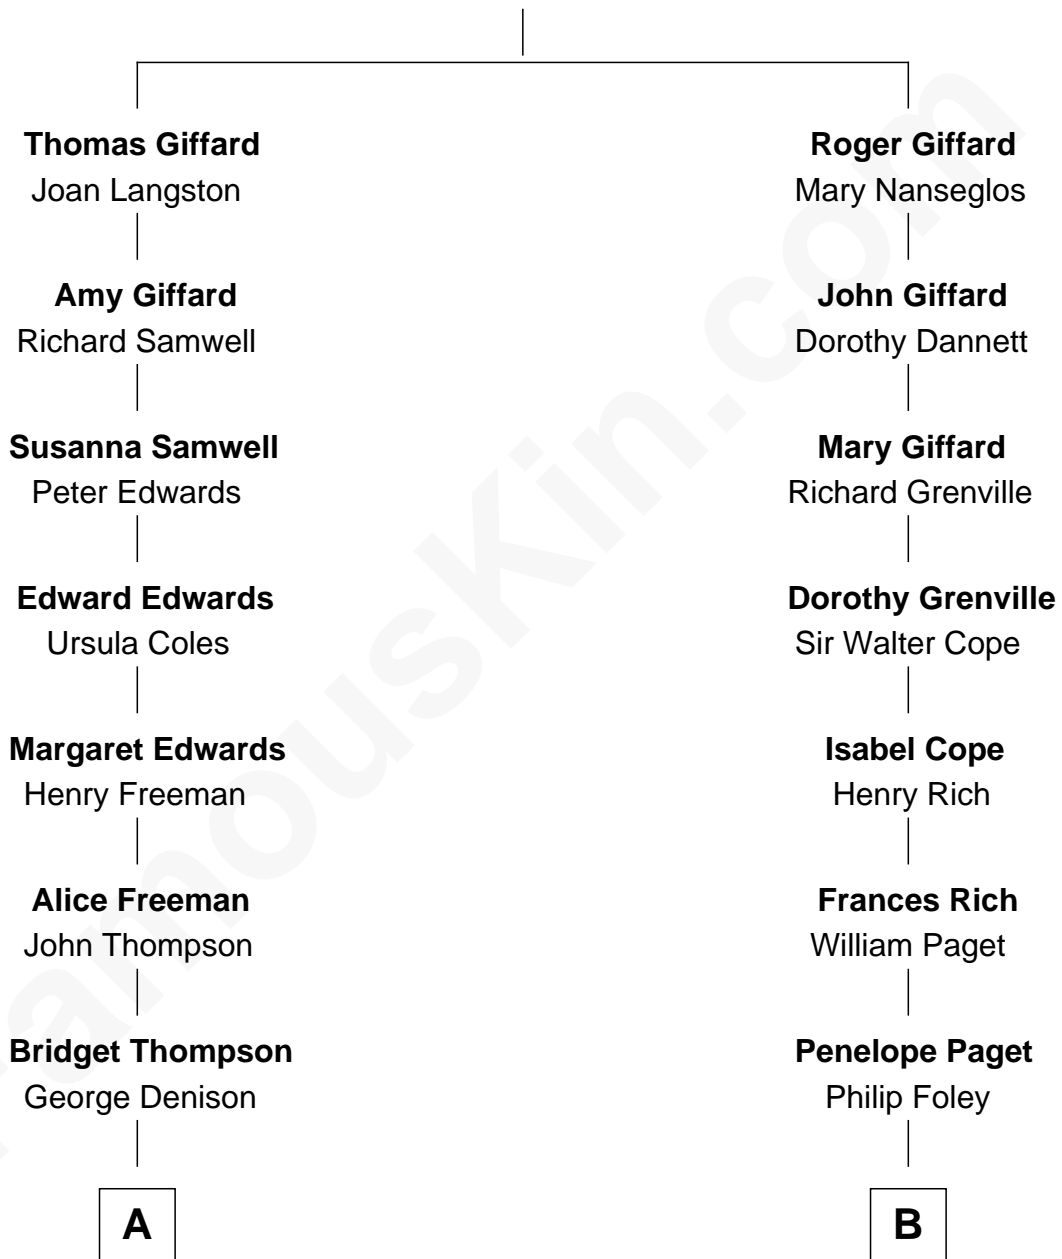 Thomas Giffard
Joan Langston
Amy Giffard
Richard Samwell
Susanna Samwell
Peter Edwards
Edward Edwards
Ursula Coles
Margaret Edwards
Henry Freeman
Alice Freeman
John Thompson
Bridget Thompson
George Denison
A
Roger Giffard
Mary Nanseglos
John Giffard
Dorothy Dannett
Mary Giffard
Richard Grenville
Dorothy Grenville
Sir Walter Cope
Isabel Cope
Henry Rich
Frances Rich
William Paget
Penelope Paget
Philip Foley
B
FamousKin.com